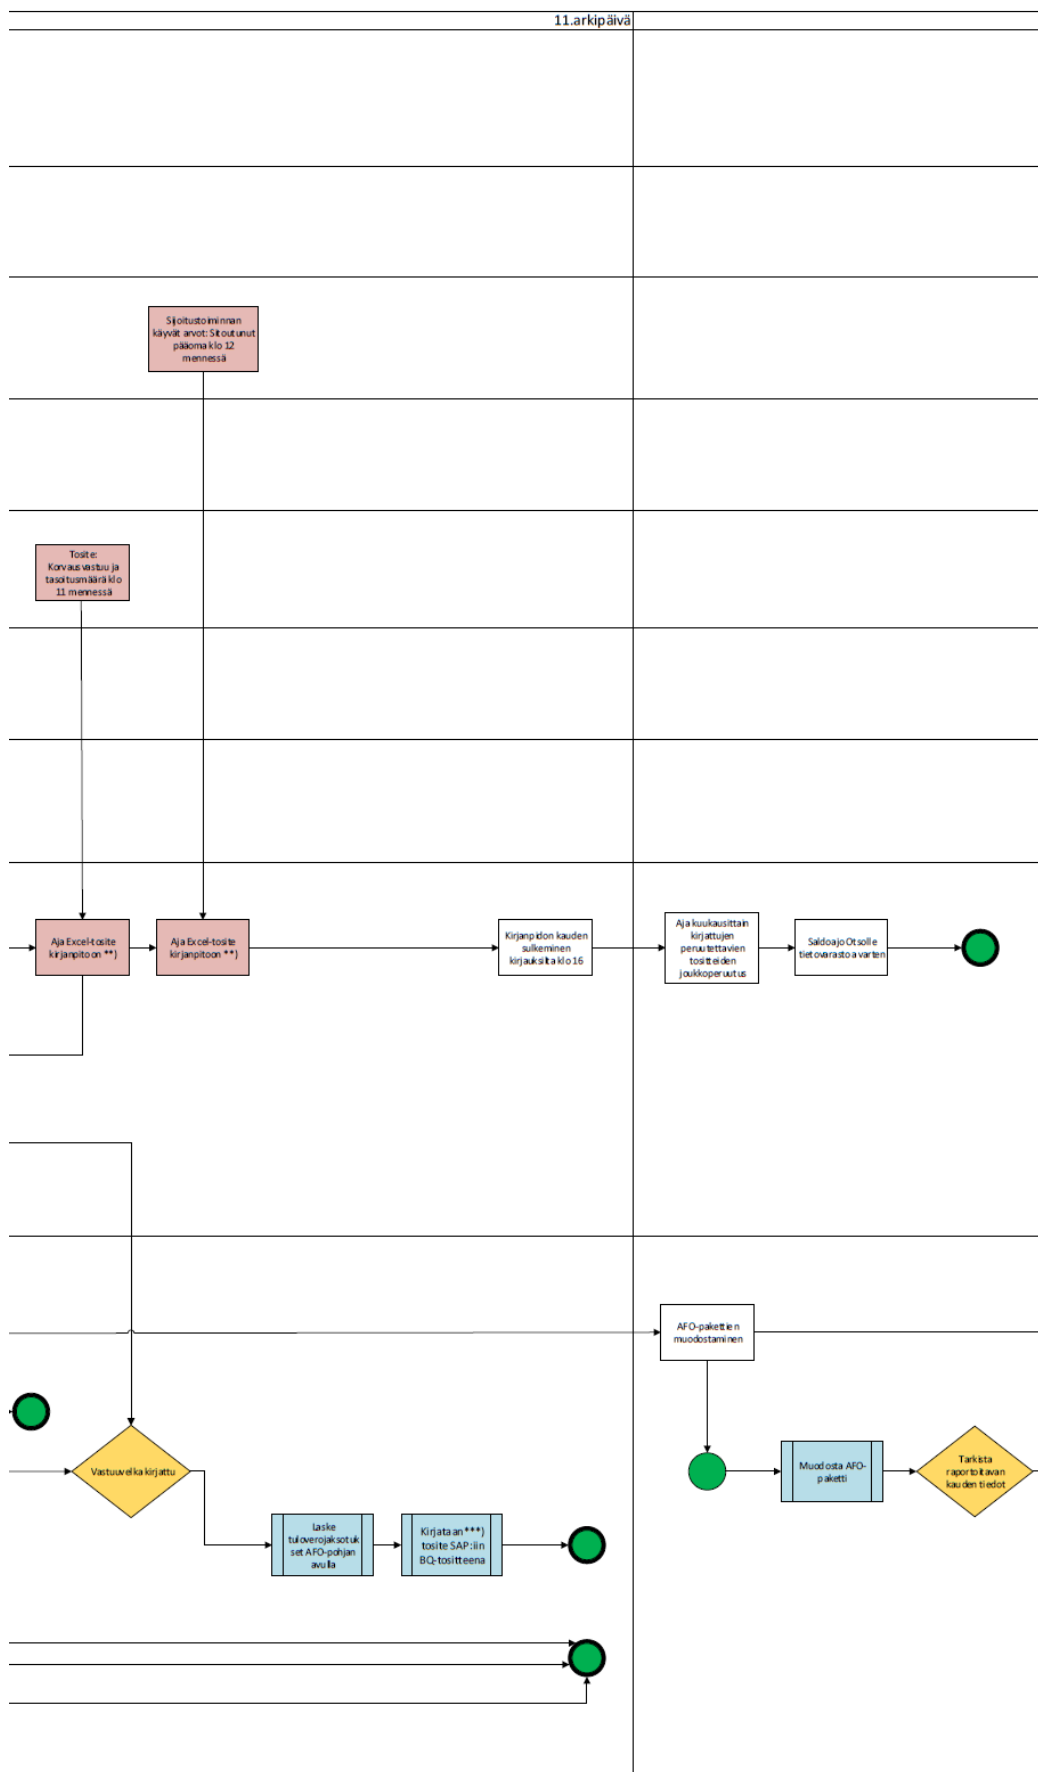 11.arkipäivä
Sijoitustoiminnan
käyvät arvot: Sitoutunut
pääoma klo 12
mennessä
Tosite:
Korvausvastuu ja
tasoitusmäärä klo
11 mennessä
Aja Excel-tosite
kirjanpitoon **)
Aja Excel-tosite
kirjanpitoon **)
Kirjanpidon kauden
sulkeminen
kirjauksilta klo 16
Aja kuukausittain
kirjattujen
peruutettavien
tositteiden
joukkoperuutus
Saldoajo Otsolle
tietovarastoa varten
AFO-pakettien
muodostaminen
Vastuuvelka kirjattu
Muodosta AFO-
paketti
Tarkista
raportoitavan
kauden tiedot
Laske
tuloverojaksotuk
set AFO-pohjan
avulla
Kirjataan***)
tosite SAP:iin
BQ-tositteena